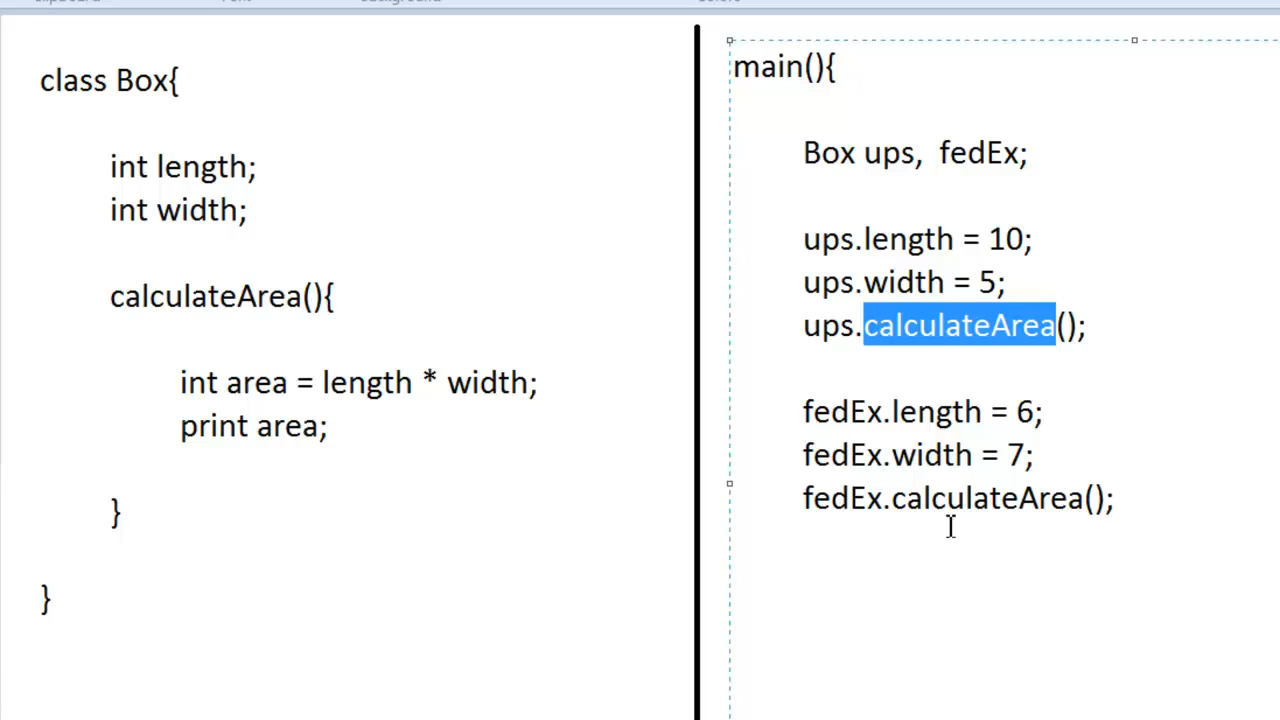 class Box{
int length;
int width;
calculateArea(){
int area = length * width;
print area;
}
}
main(){
Box ups, fedEx;
ups.length = 10;
ups.width = 5;
ups.calculateArea();
fedEx.length = 6;
fedEx.width = 7;
fedEx.calculateArea();